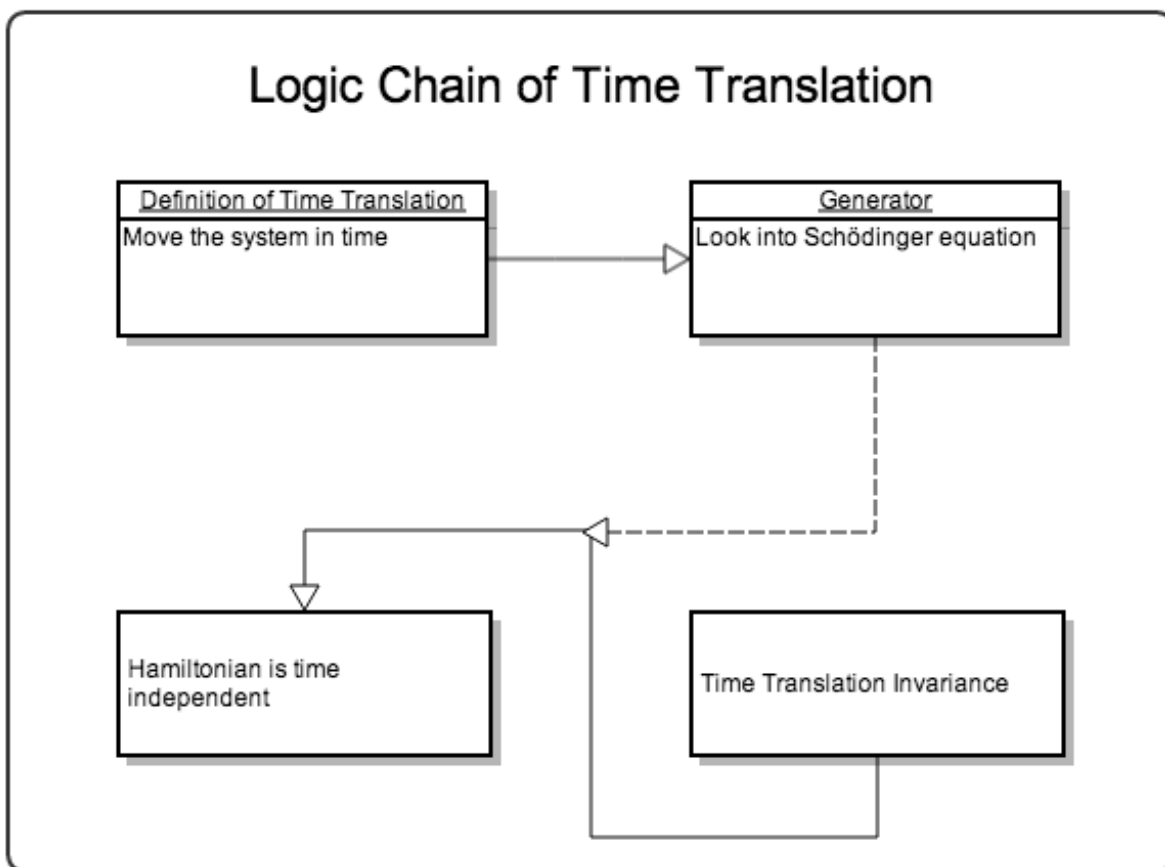 Logic Chain of Time Translation
Definition of Time Translation
Move the system in time
Generator
Look into Schödinger equation
Hamiltonian is time
independent
Time Translation Invariance